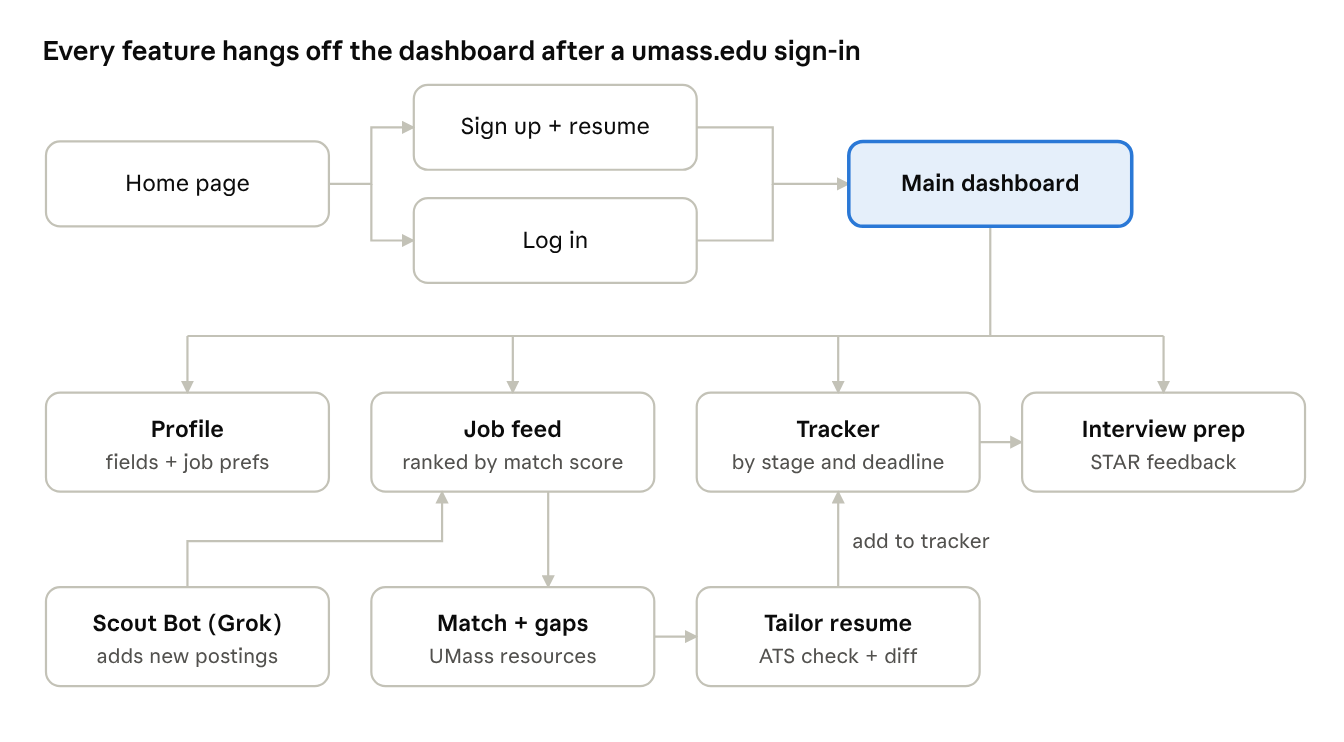 Every feature hangs off the dashboard after a umass.edu sign-in
Sign up + resume
Home page
Main dashboard
Log in
Profile
fields + job prefs
Job feed
ranked by match score
Tracker
by stage and deadline
Interview prep
STAR feedback
add to tracker
Scout Bot (Grok)
adds new postings
Match + gaps
UMass resources
Tailor resume
ATS check + diff